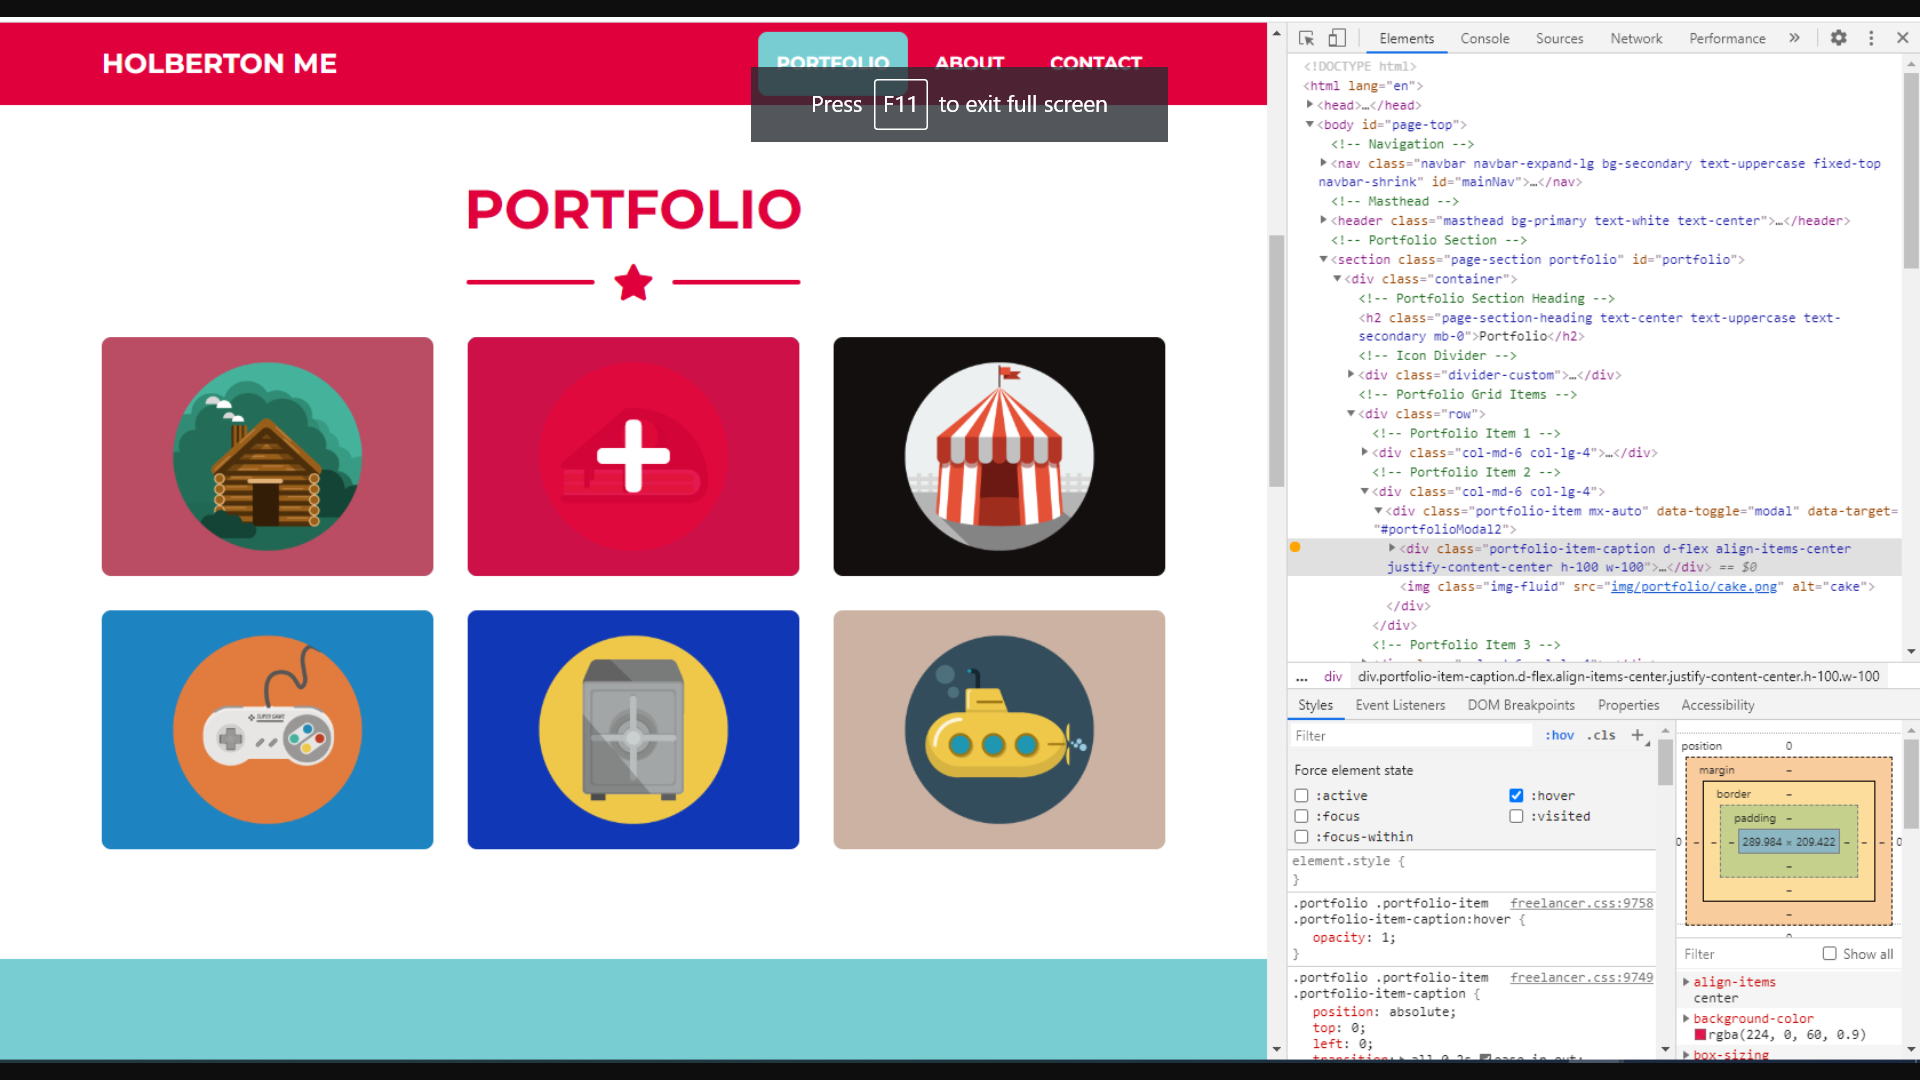 HOLBERTON ME
PORTFOLIO
ABOUT
CONTACT
Press F11 to exit full screen
PORTFOLIO
SUPER GAME
Elements
Console
Sources
Network
Performance
»
<!DOCTYPE html>
<html lang="en">
<head>…</head>
<body id="page-top">
<!-- Navigation -->
<nav class="navbar navbar-expand-lg bg-secondary text-uppercase fixed-top
navbar-shrink" id="mainNav">…</nav>
<!-- Masthead -->
<header class="masthead bg-primary text-white text-center">…</header>
<!-- Portfolio Section -->
<section class="page-section portfolio" id="portfolio">
<div class="container">
<!-- Portfolio Section Heading -->
<h2 class="page-section-heading text-center text-uppercase text-
secondary mb-0">Portfolio</h2>
<!-- Icon Divider -->
<div class="divider-custom">…</div>
<!-- Portfolio Grid Items -->
<div class="row">
<!-- Portfolio Item 1 -->
<div class="col-md-6 col-lg-4">…</div>
<!-- Portfolio Item 2 -->
<div class="col-md-6 col-lg-4">
<div class="portfolio-item mx-auto" data-toggle="modal" data-target=
"#portfolioModal2">
<div class="portfolio-item-caption d-flex align-items-center
justify-content-center h-100 w-100">…</div> == $0
<img class="img-fluid" src="img/portfolio/cake.png" alt="cake">
</div>
</div>
<!-- Portfolio Item 3 -->
... div div.portfolio-item-caption.d-flex.align-items-center.justify-content-center.h-100.w-100
Styles
Event Listeners
DOM Breakpoints
Properties
Accessibility
Filter
:hov .cls +
Force element state
:active
:hover
:focus
:visited
:focus-within
element.style {
}
.portfolio .portfolio-item freelancer.css:9758
.portfolio-item-caption:hover {
opacity: 1;
}
.portfolio .portfolio-item freelancer.css:9749
.portfolio-item-caption {
position: absolute;
top: 0;
left: 0;
transition: all 0.2s ease-in-out;
position 0
margin –
border –
padding –
0 – – – 289.984 × 209.422 – – – 0
–
–
–
0
Filter
Show all
align-items
center
background-color
rgba(224, 0, 60, 0.9)
box-sizing